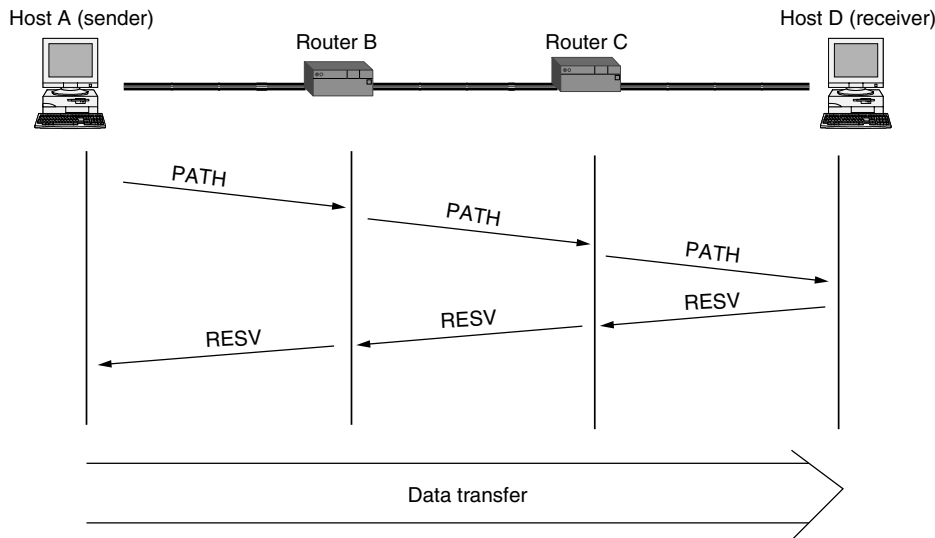 Host A (sender)
Host D (receiver)
Router B
Router C
PATH
PATH
PATH
RESV
RESV
RESV
Data transfer